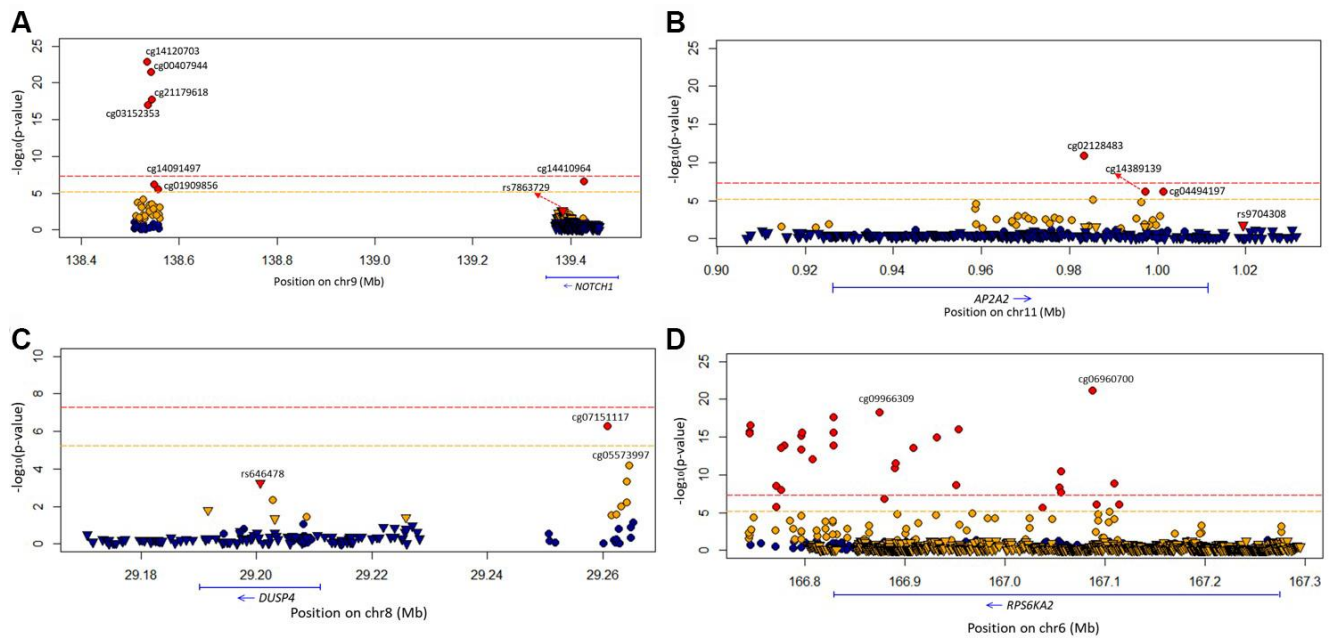 A
-log10(p-value)
25
20
15
10
5
0
cg14120703
cg00407944
cg21179618
cg03152353
cg14091497
cg01909856
cg14410964
rs7863729
138.4
138.6
138.8
139.0
139.2
139.4
Position on chr9 (Mb)
← NOTCH1
B
-log10(p-value)
25
20
15
10
5
0
cg02128483
cg14389139
cg04494197
rs9704308
0.90
0.92
0.94
0.96
0.98
1.00
1.02
AP2A2 →
Position on chr11 (Mb)
C
-log10(p-value)
10
8
6
4
2
0
cg07151117
cg05573997
rs646478
29.18
29.20
29.22
29.24
29.26
← DUSP4
Position on chr8 (Mb)
D
-log10(p-value)
25
20
15
10
5
0
cg09966309
cg06960700
166.8
166.9
167.0
167.1
167.2
167.3
← RPS6KA2
Position on chr6 (Mb)